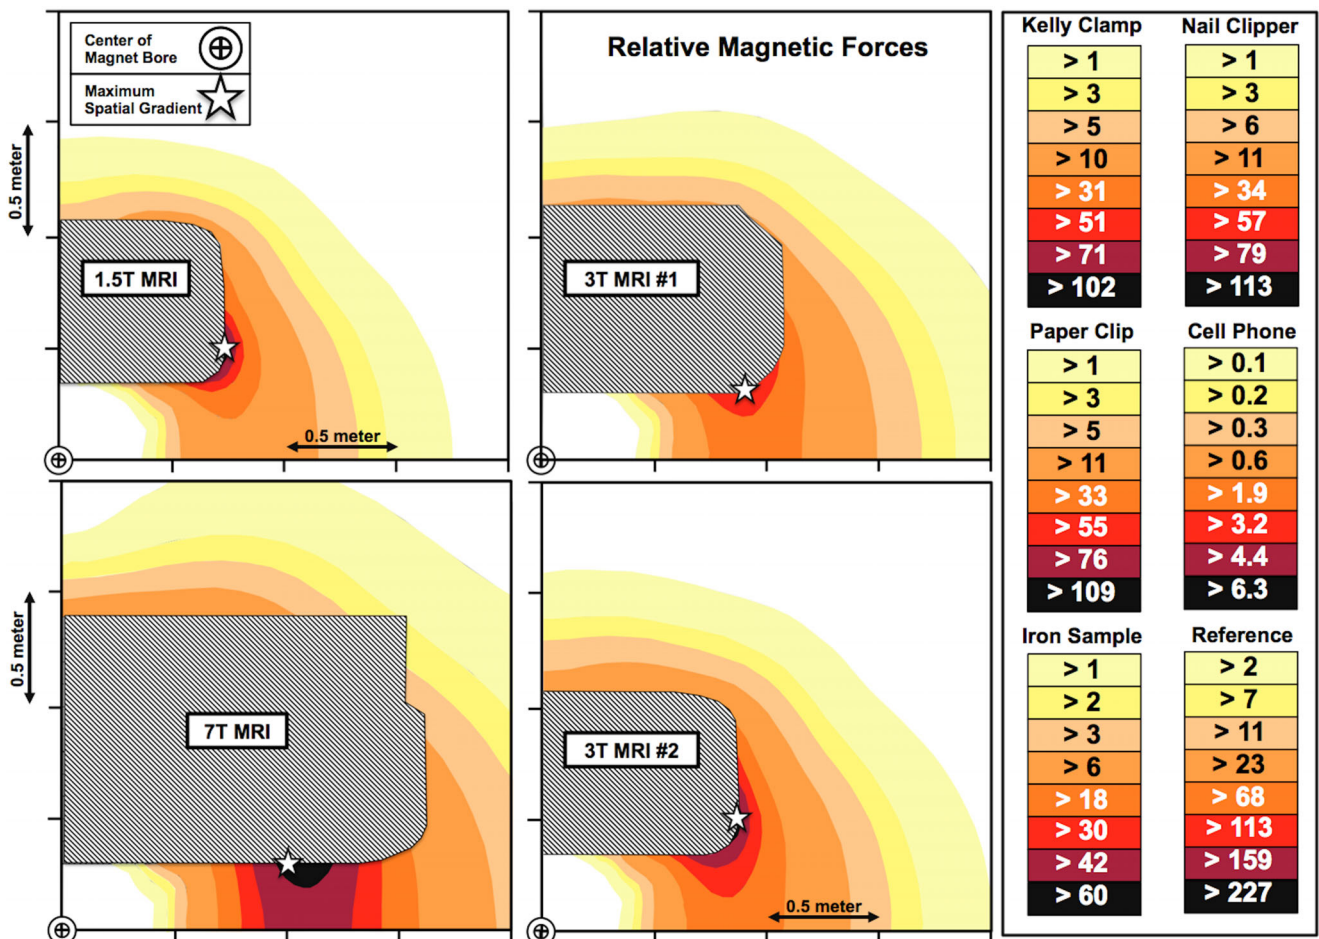 Center of
Magnet Bore
Maximum
Spatial Gradient
Relative Magnetic Forces
0.5 meter
1.5T MRI
0.5 meter
3T MRI #1
0.5 meter
7T MRI
3T MRI #2
0.5 meter
Kelly Clamp
> 1
> 3
> 5
> 10
> 31
> 51
> 71
> 102
Nail Clipper
> 1
> 3
> 6
> 11
> 34
> 57
> 79
> 113
Paper Clip
> 1
> 3
> 5
> 11
> 33
> 55
> 76
> 109
Cell Phone
> 0.1
> 0.2
> 0.3
> 0.6
> 1.9
> 3.2
> 4.4
> 6.3
Iron Sample
> 1
> 2
> 3
> 6
> 18
> 30
> 42
> 60
Reference
> 2
> 7
> 11
> 23
> 68
> 113
> 159
> 227